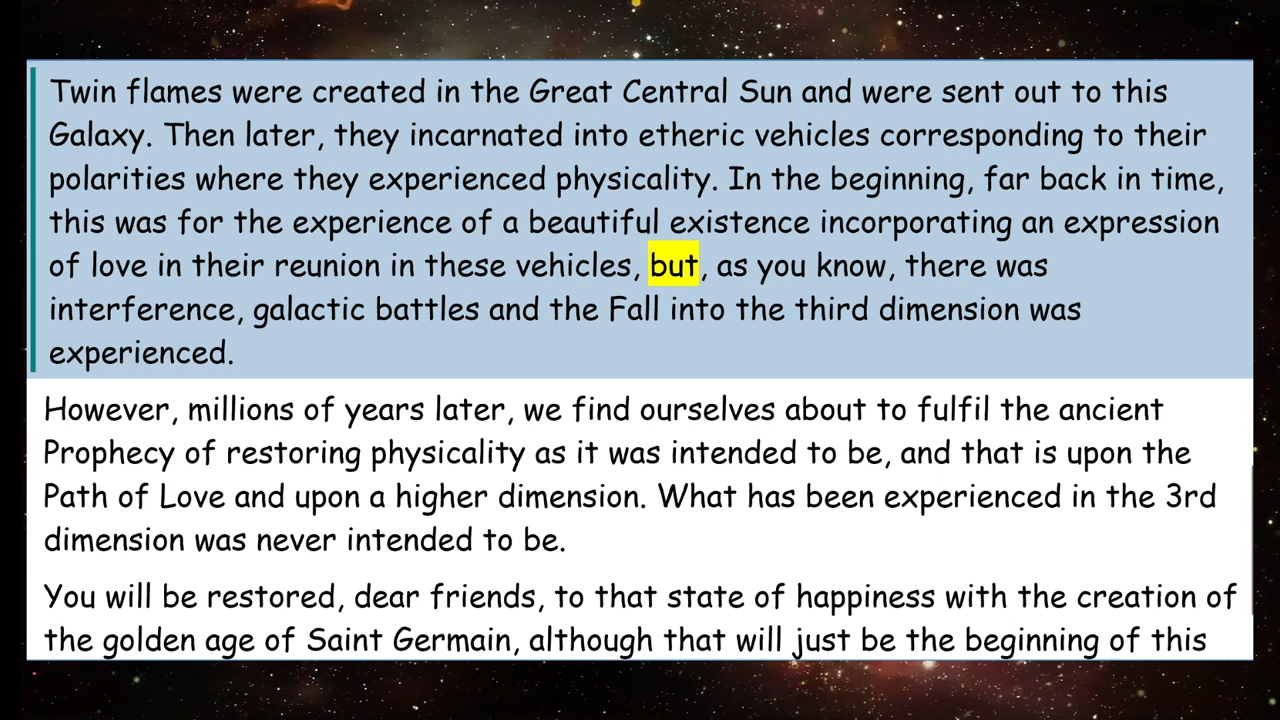 Twin flames were created in the Great Central Sun and were sent out to this
Galaxy. Then later, they incarnated into etheric vehicles corresponding to their
polarities where they experienced physicality. In the beginning, far back in time,
this was for the experience of a beautiful existence incorporating an expression
of love in their reunion in these vehicles, but, as you know, there was
interference, galactic battles and the Fall into the third dimension was
experienced.
However, millions of years later, we find ourselves about to fulfil the ancient
Prophecy of restoring physicality as it was intended to be, and that is upon the
Path of Love and upon a higher dimension. What has been experienced in the 3rd
dimension was never intended to be.
You will be restored, dear friends, to that state of happiness with the creation of
the golden age of Saint Germain, although that will just be the beginning of this